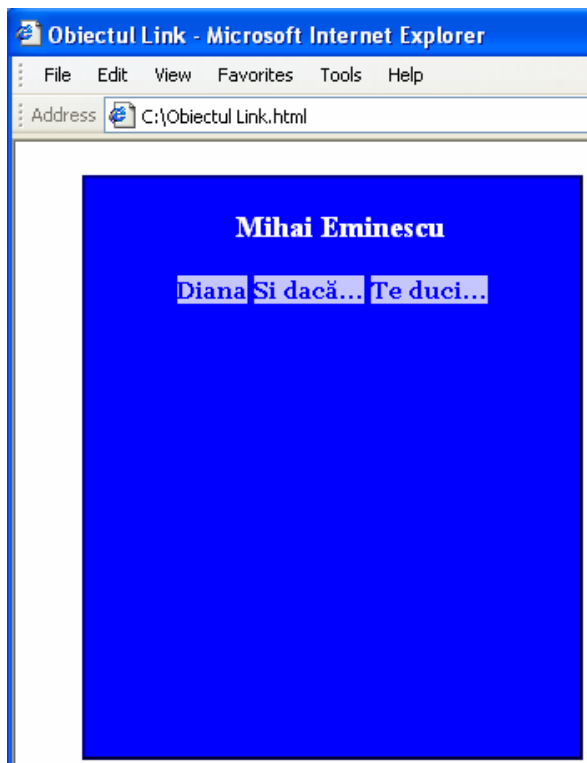 Obiectul Link - Microsoft Internet Explorer
File Edit View Favorites Tools Help
Address C:\Obiectul Link.html
Mihai Eminescu
Diana Si dacă... Te duci...